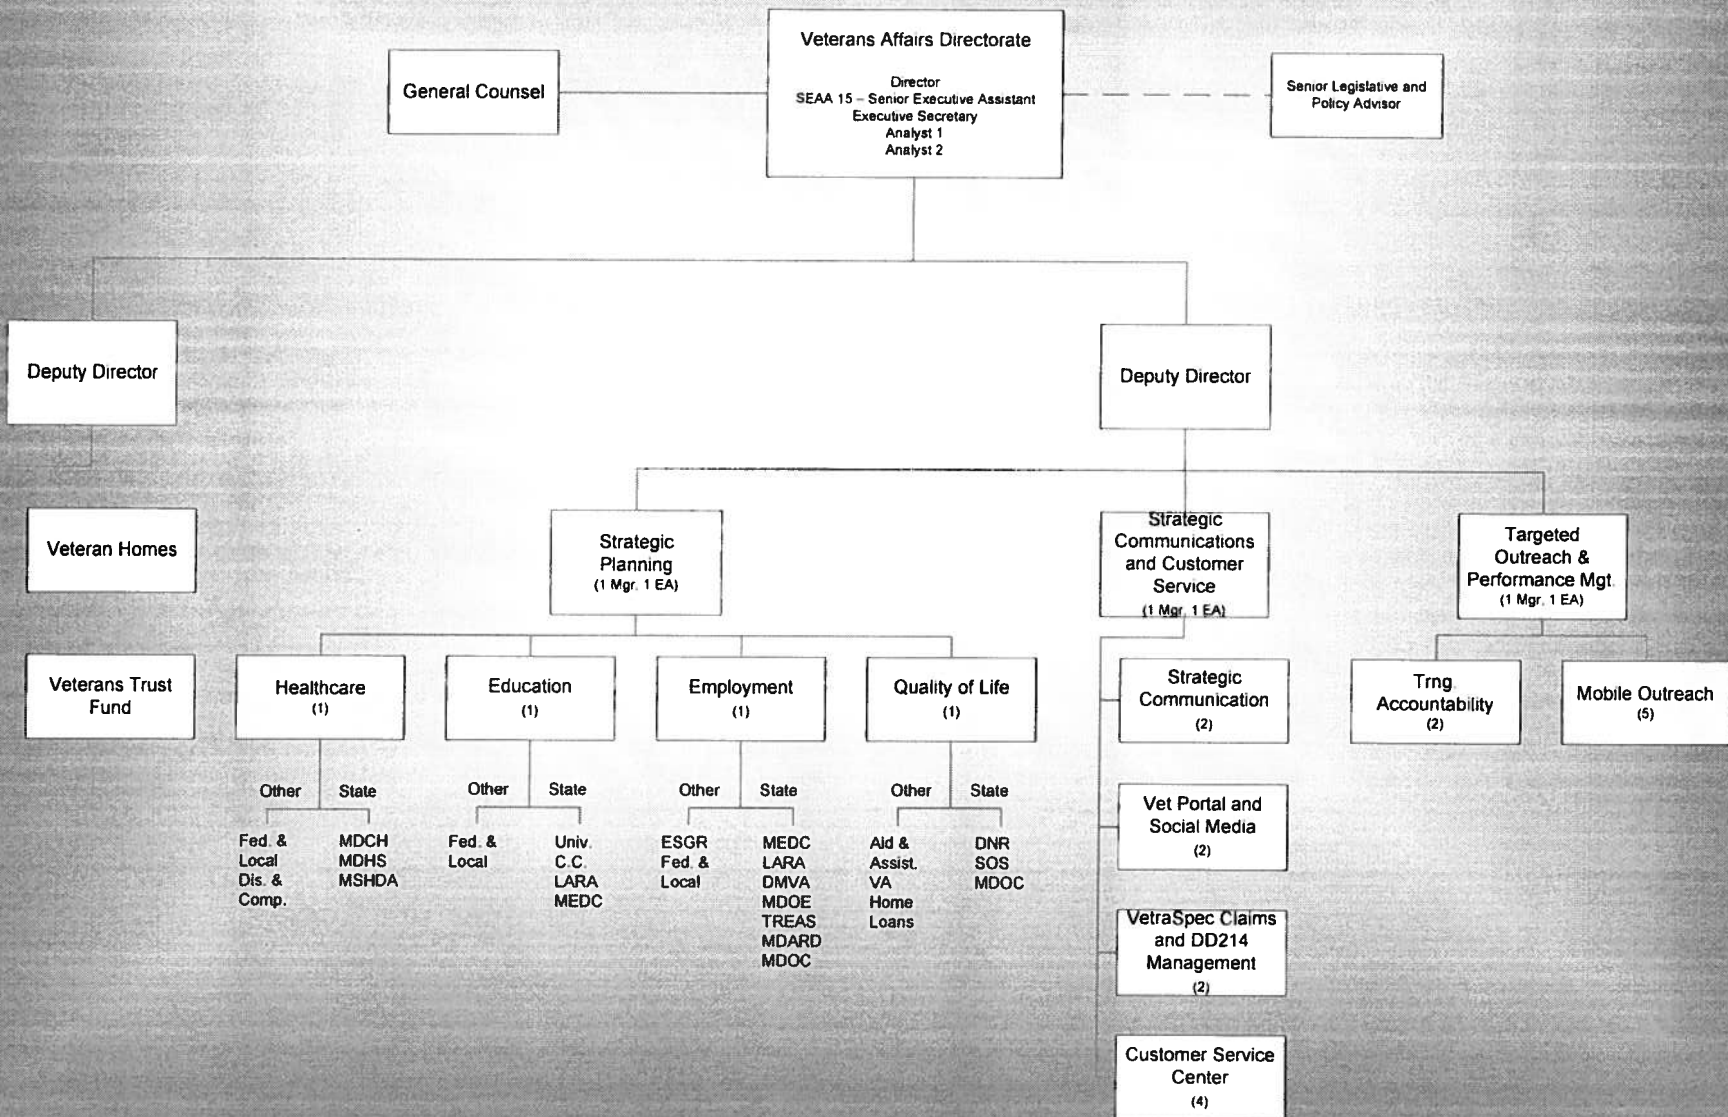 Veterans Affairs Directorate
Director
SEAA 15 – Senior Executive Assistant
Executive Secretary
Analyst 1
Analyst 2
General Counsel
Senior Legislative and
Policy Advisor
Deputy Director
Deputy Director
Veteran Homes
Veterans Trust
Fund
Strategic
Planning
(1 Mgr. 1 EA)
Strategic
Communications
and Customer
Service
(1 Mgr. 1 EA)
Targeted
Outreach &
Performance Mgt.
(1 Mgr. 1 EA)
Healthcare
(1)
Education
(1)
Employment
(1)
Quality of Life
(1)
Other
State
Fed. &
Local
Dis. &
Comp.
MDCH
MDHS
MSHDA
Other
State
Fed. &
Local
Univ.
C.C.
LARA
MEDC
Other
State
ESGR
Fed. &
Local
MEDC
LARA
DMVA
MDOE
TREAS
MDARD
MDOC
Other
State
Aid &
Assist.
VA
Home
Loans
DNR
SOS
MDOC
Strategic
Communication
(2)
Vet Portal and
Social Media
(2)
VetraSpec Claims
and DD214
Management
(2)
Customer Service
Center
(4)
Trng.
Accountability
(2)
Mobile Outreach
(5)